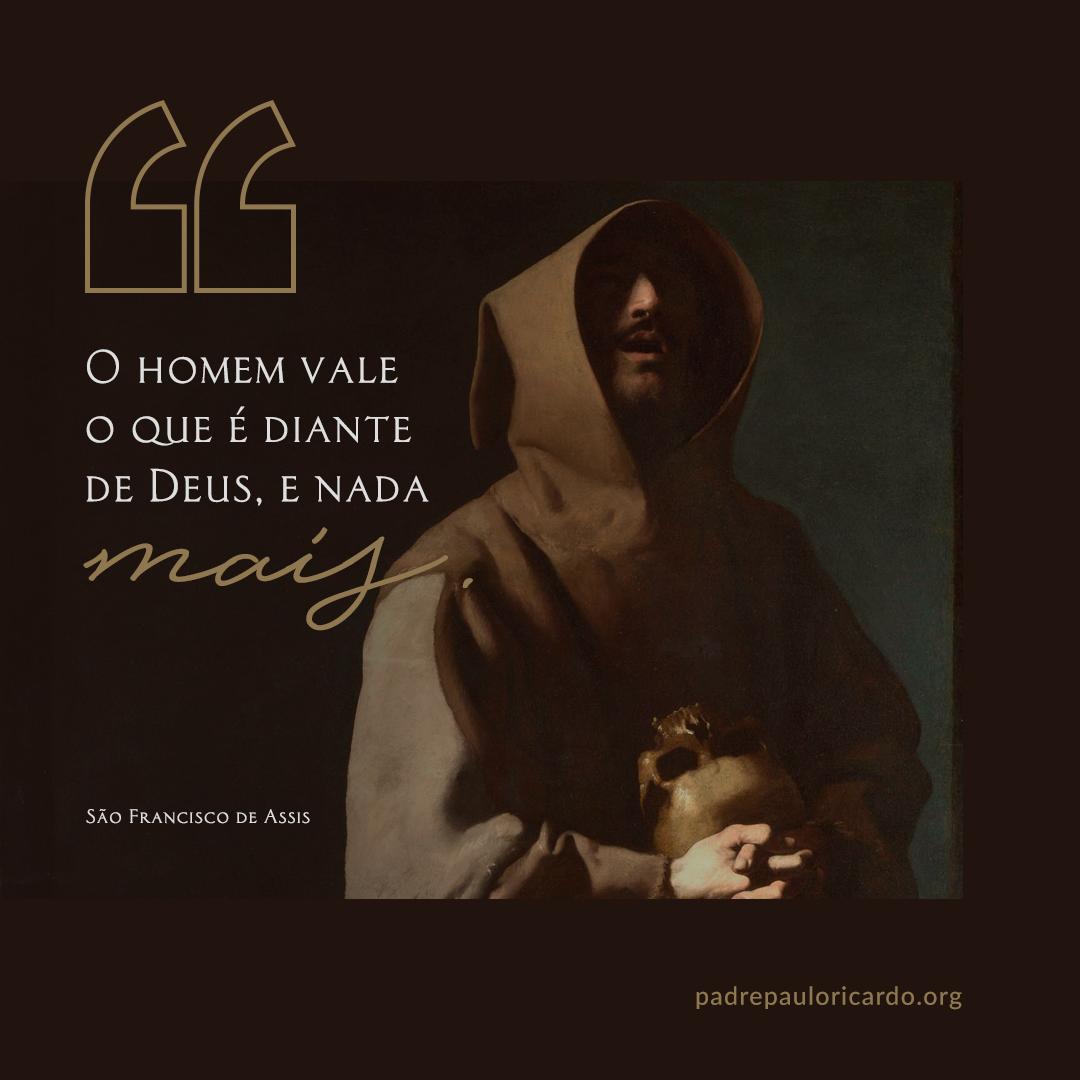 O homem vale
o que é diante
de Deus, e nada
mais.
São Francisco de Assis
padrepauloricardo.org